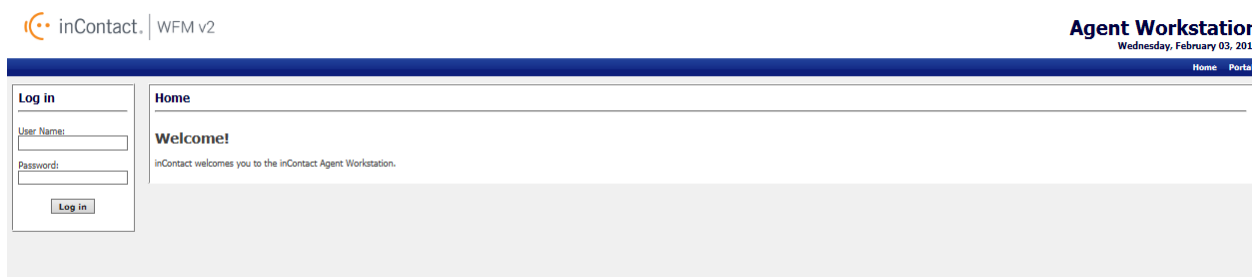 inContact. WFM v2
Agent Workstation
Wednesday, February 03, 201
Home Porta
Log in
User Name:
Password:
Log in
Home
Welcome!
inContact welcomes you to the inContact Agent Workstation.